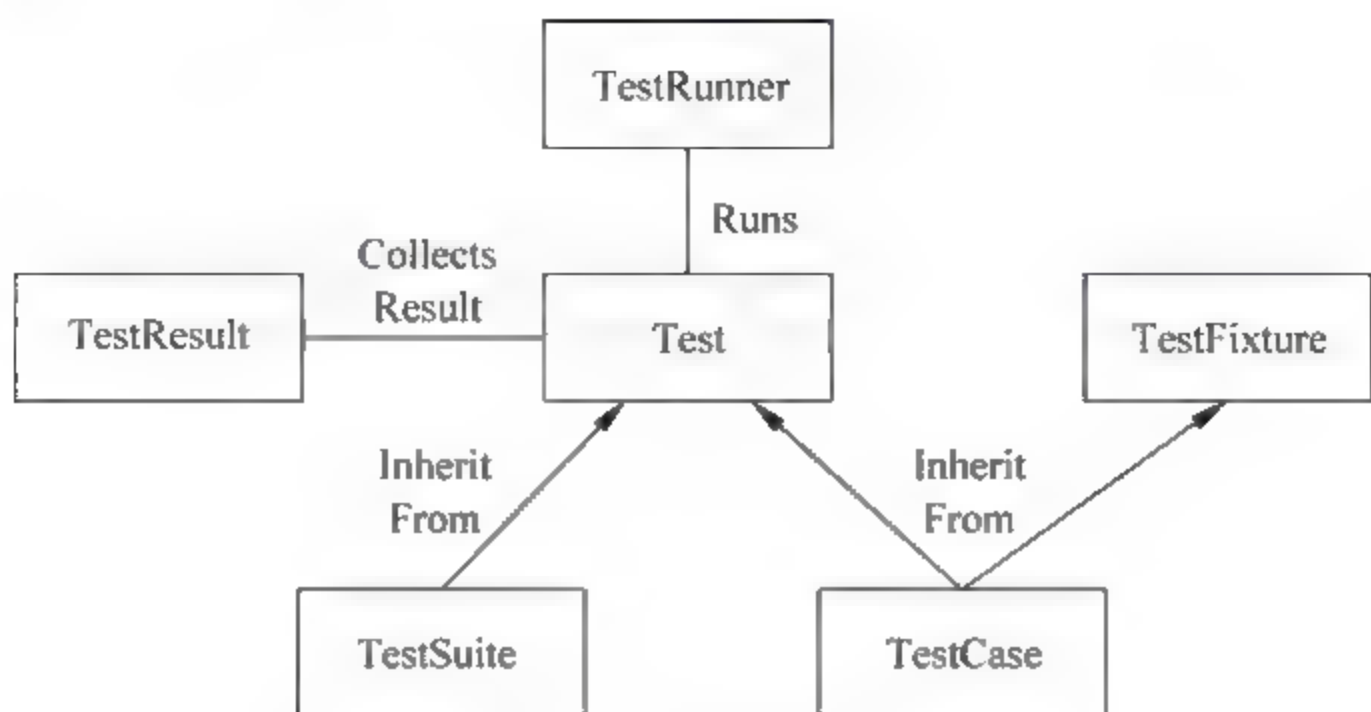 TestRunner
Runs
Collects
Result
TestResult
Test
TestFixture
Inherit
From
Inherit
From
TestSuite
TestCase